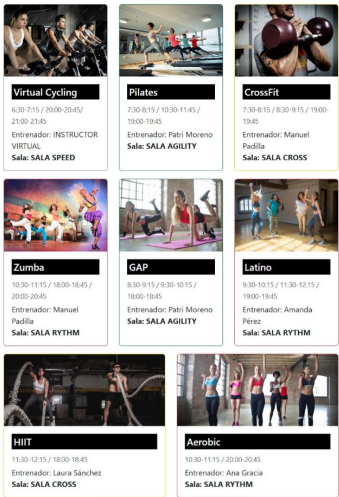 Virtual Cycling
6:30-7:15 / 20:00-20:45/
21:00-21:45
Entrenador: INSTRUCTOR
VIRTUAL
Sala: SALA SPEED
Pilates
7:30-8:15 / 10:30-11:45 /
19:00-19:45
Entrenador: Patri Moreno
Sala: SALA AGILITY
CrossFit
7:30-8:15 / 8:30-9:15 / 19:00-
19:45
Entrenador: Manuel
Padilla
Sala: SALA CROSS
Zumba
10:30-11:15 / 18:00-18:45 /
20:00-20:45
Entrenador: Manuel
Padilla
Sala: SALA RYTHM
GAP
8:30-9:15 / 9:30-10:15 /
18:00-18:45
Entrenador: Patri Moreno
Sala: SALA AGILITY
Latino
9:30-10:15 / 11:30-12:15 /
19:00-19:45
Entrenador: Amanda
Pérez
Sala: SALA RYTHM
HIIT
11:30-12:15 / 18:00-18:45
Entrenador: Laura Sánchez
Sala: SALA CROSS
Aerobic
10:30-11:15 / 20:00-20:45
Entrenador: Ana Gracia
Sala: SALA RYTHM